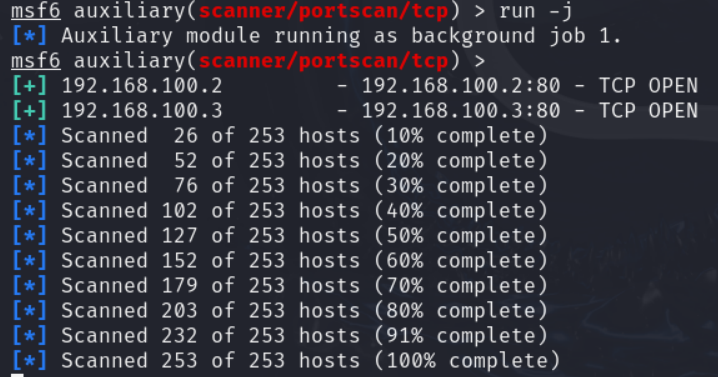 msf6 auxiliary(scanner/portscan/tcp) > run -j
[*] Auxiliary module running as background job 1.
msf6 auxiliary(scanner/portscan/tcp) >
[+] 192.168.100.2         - 192.168.100.2:80 - TCP OPEN
[+] 192.168.100.3         - 192.168.100.3:80 - TCP OPEN
[*] Scanned  26 of 253 hosts (10% complete)
[*] Scanned  52 of 253 hosts (20% complete)
[*] Scanned  76 of 253 hosts (30% complete)
[*] Scanned 102 of 253 hosts (40% complete)
[*] Scanned 127 of 253 hosts (50% complete)
[*] Scanned 152 of 253 hosts (60% complete)
[*] Scanned 179 of 253 hosts (70% complete)
[*] Scanned 203 of 253 hosts (80% complete)
[*] Scanned 232 of 253 hosts (91% complete)
[*] Scanned 253 of 253 hosts (100% complete)